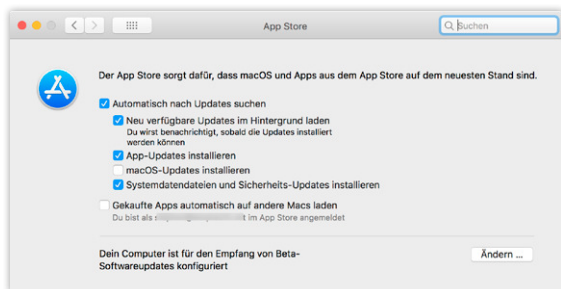 App Store
Suchen
Der App Store sorgt dafür, dass macOS und Apps aus dem App Store auf dem neuesten Stand sind.
Automatisch nach Updates suchen
Neu verfügbare Updates im Hintergrund laden
Du wirst benachrichtigt, sobald die Updates installiert
werden können
App-Updates installieren
macOS-Updates installieren
Systemdatendateien und Sicherheits-Updates installieren
Gekaufte Apps automatisch auf andere Macs laden
Du bist als im App Store angemeldet
Dein Computer ist für den Empfang von Beta-
Softwareupdates konfiguriert
Ändern ...